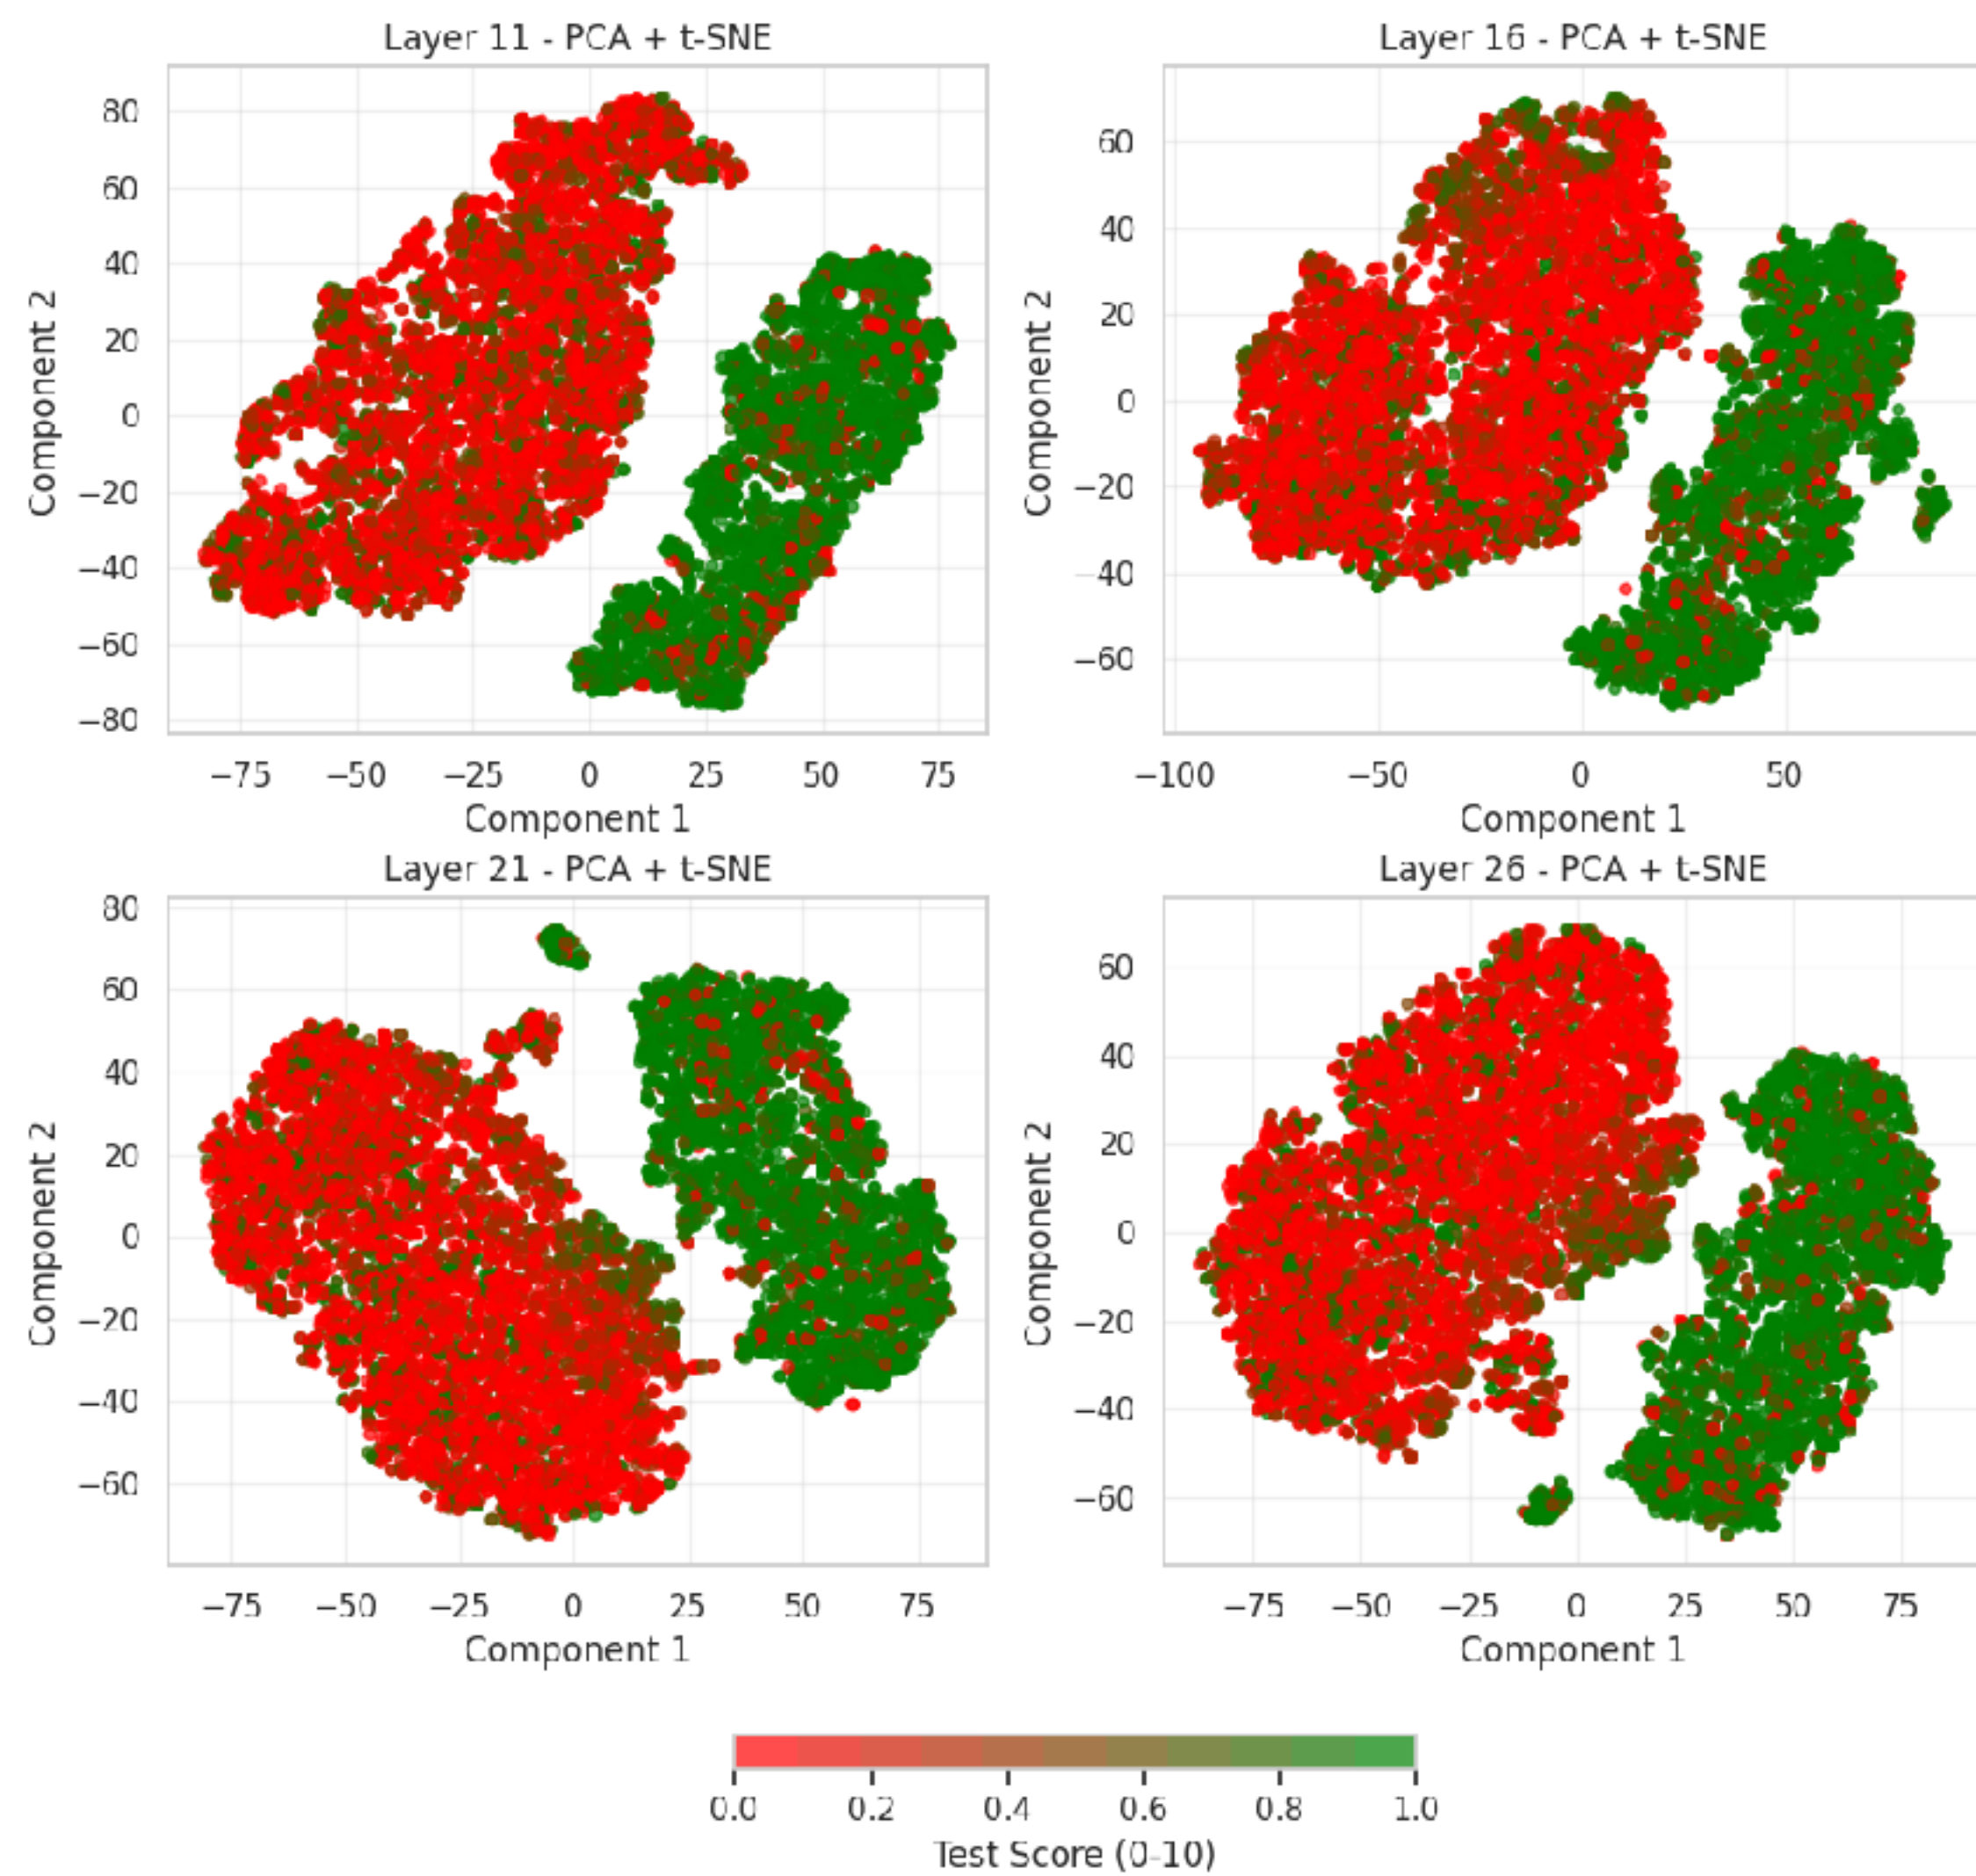 Layer 11 - PCA + t-SNE
80
60
40
20
0
−20
−40
−60
−80
Component 2
−75 −50 −25 0 25 50 75
Component 1
Layer 16 - PCA + t-SNE
60
40
20
0
−20
−40
−60
Component 2
−100 −50 0 50
Component 1
Layer 21 - PCA + t-SNE
80
60
40
20
0
−20
−40
−60
Component 2
−75 −50 −25 0 25 50 75
Component 1
Layer 26 - PCA + t-SNE
60
40
20
0
−20
−40
−60
Component 2
−75 −50 −25 0 25 50 75
Component 1
0.0 0.2 0.4 0.6 0.8 1.0
Test Score (0-10)